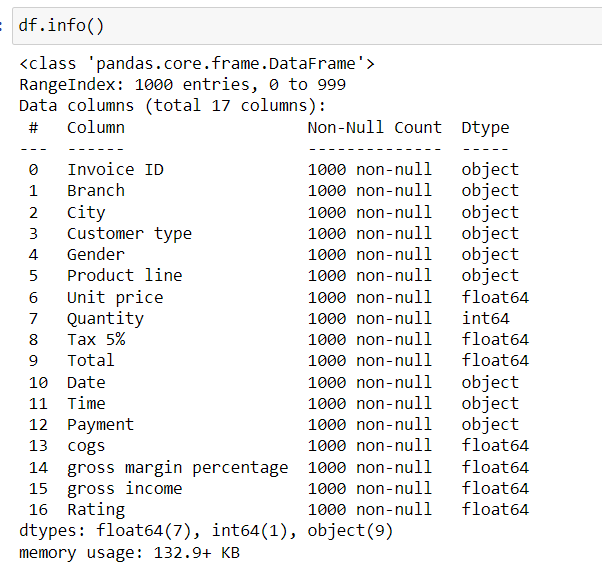 : df.info()
<class 'pandas.core.frame.DataFrame'>
RangeIndex: 1000 entries, 0 to 999
Data columns (total 17 columns):
 #   Column                   Non-Null Count  Dtype
---  ------                   --------------  -----
 0   Invoice ID               1000 non-null   object
 1   Branch                   1000 non-null   object
 2   City                     1000 non-null   object
 3   Customer type            1000 non-null   object
 4   Gender                   1000 non-null   object
 5   Product line             1000 non-null   object
 6   Unit price               1000 non-null   float64
 7   Quantity                 1000 non-null   int64
 8   Tax 5%                   1000 non-null   float64
 9   Total                    1000 non-null   float64
 10  Date                     1000 non-null   object
 11  Time                     1000 non-null   object
 12  Payment                  1000 non-null   object
 13  cogs                     1000 non-null   float64
 14  gross margin percentage  1000 non-null   float64
 15  gross income             1000 non-null   float64
 16  Rating                   1000 non-null   float64
dtypes: float64(7), int64(1), object(9)
memory usage: 132.9+ KB